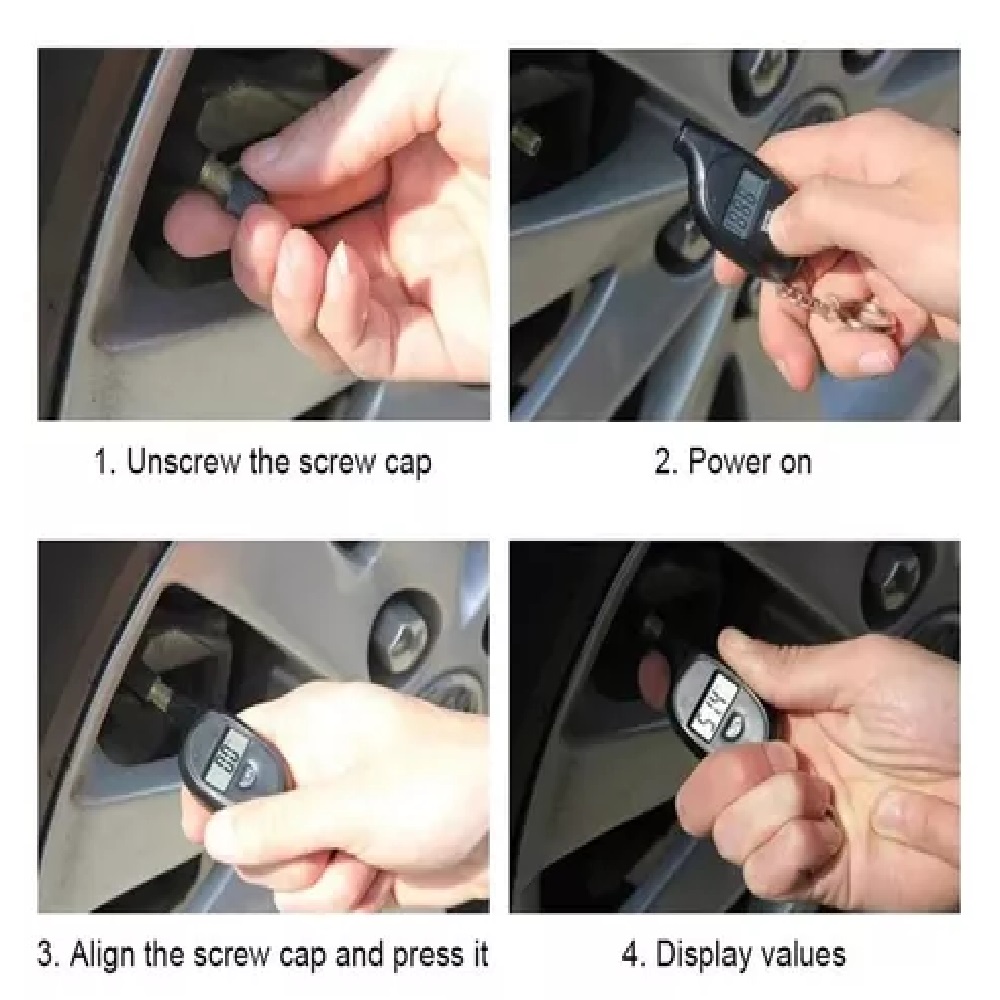 1. Unscrew the screw cap
2. Power on
3. Align the screw cap and press it
4. Display values